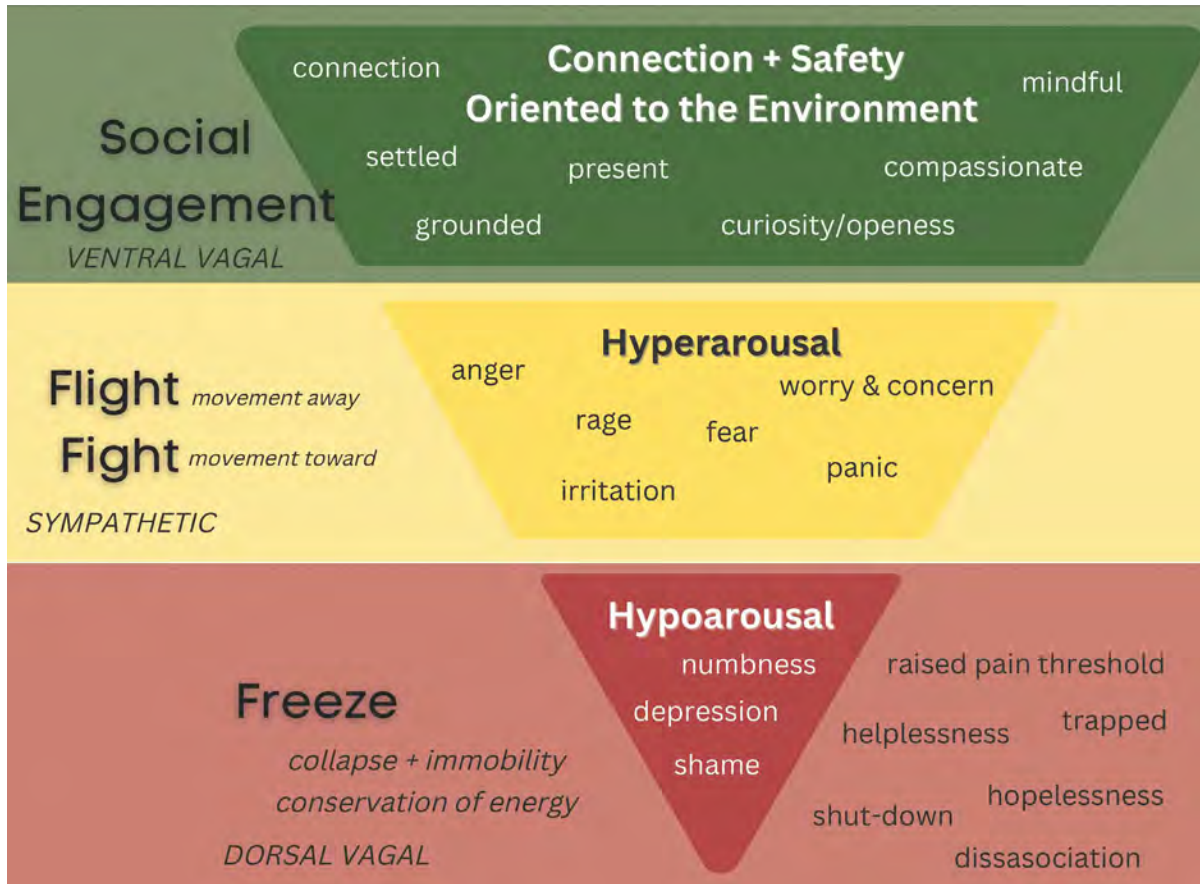 Social
Engagement
VENTRAL VAGAL
Connection + Safety
Oriented to the Environment
connection
mindful
settled
present
compassionate
grounded
curiosity/openess
Flight movement away
Fight movement toward
SYMPATHETIC
Hyperarousal
anger
worry & concern
rage
fear
panic
irritation
Freeze
collapse + immobility
conservation of energy
DORSAL VAGAL
Hypoarousal
numbness
depression
shame
raised pain threshold
trapped
helplessness
hopelessness
shut-down
dissasociation